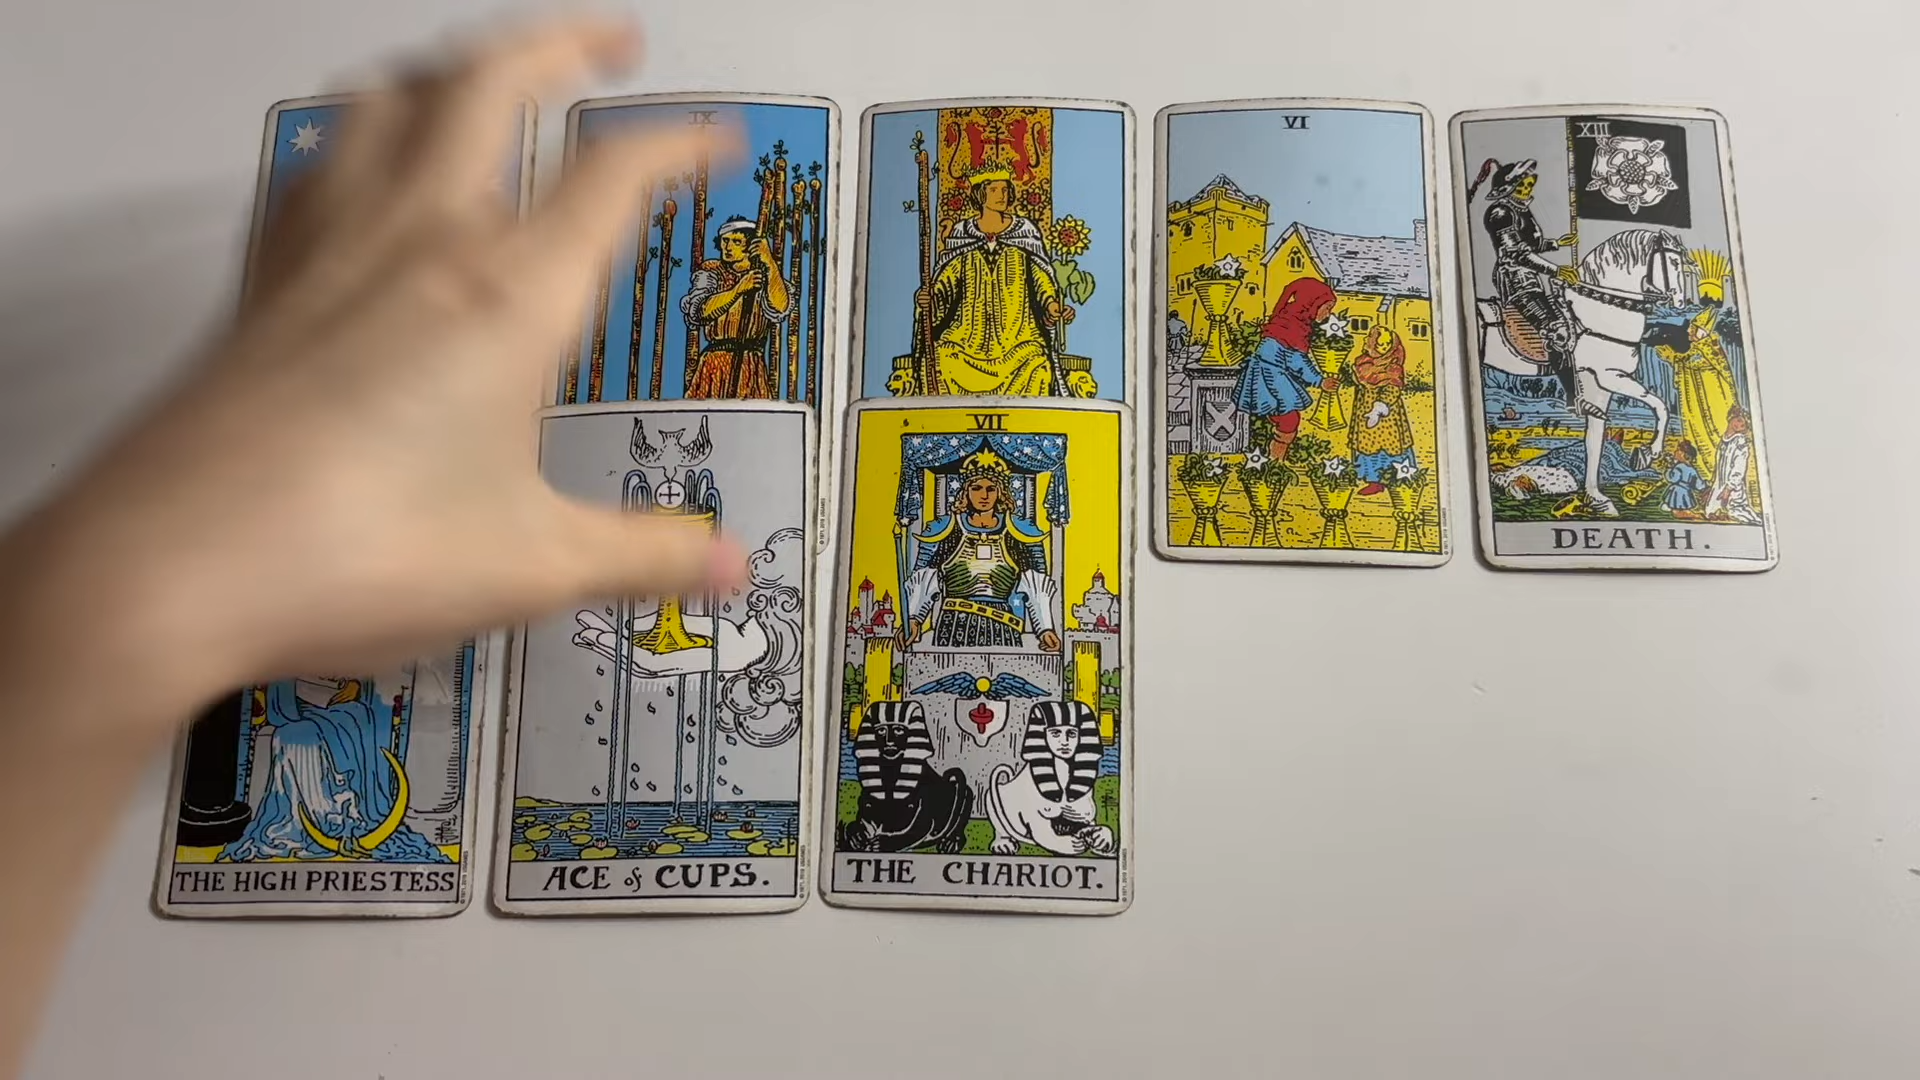 IX
VI
XIII
DEATH.
VII
THE HIGH PRIESTESS
ACE of CUPS.
THE CHARIOT.